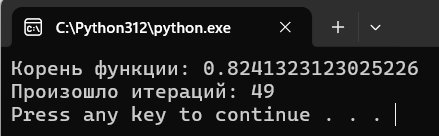 C:\Python312\python.exe
Корень функции: 0.8241323123025226
Произошло итераций: 49
Press any key to continue . . .